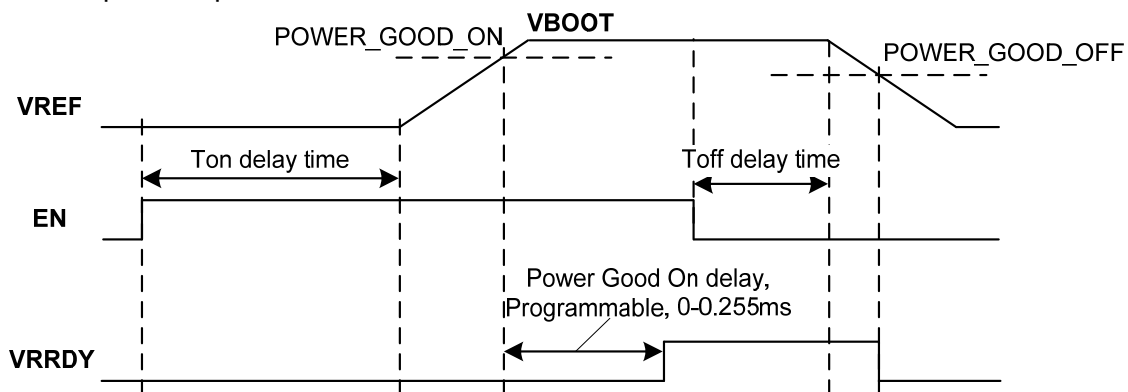 VBOOT
POWER_GOOD_ON
POWER_GOOD_OFF
VREF
Ton delay time
Toff delay time
EN
Power Good On delay,
Programmable, 0-0.255ms
VRRDY